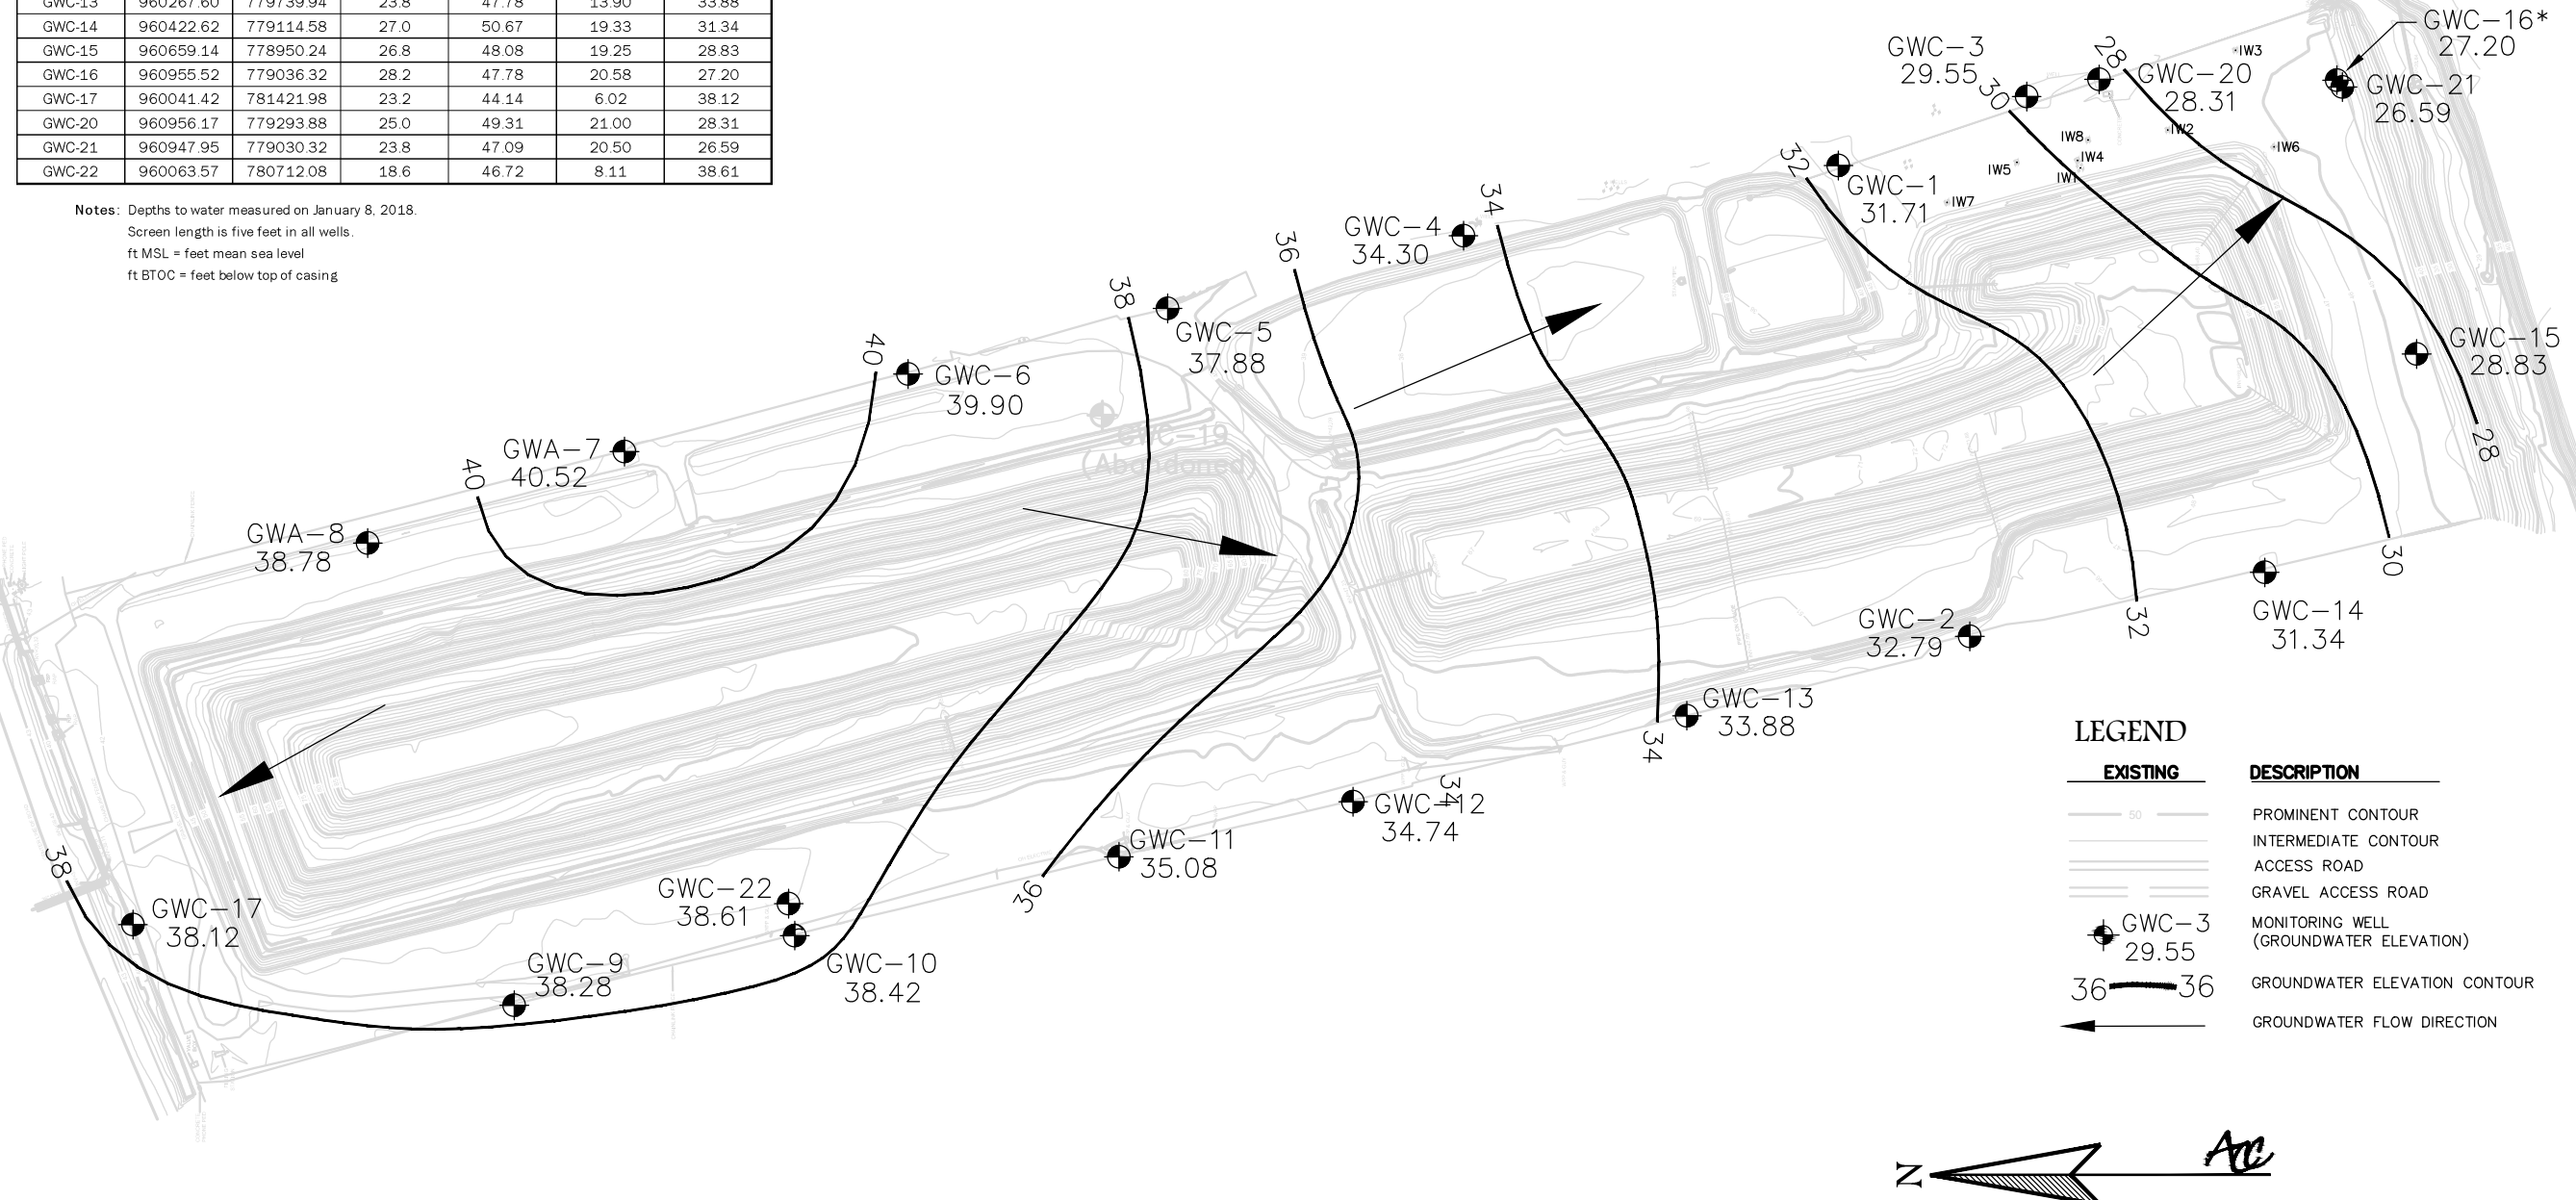 GWC-13 960267.60 779739.94 23.8 47.78 13.90 33.88
GWC-14 960422.62 779114.58 27.0 50.67 19.33 31.34
GWC-15 960659.14 778950.24 26.8 48.08 19.25 28.83
GWC-16 960955.52 779036.32 28.2 47.78 20.58 27.20
GWC-17 960041.42 781421.98 23.2 44.14 6.02 38.12
GWC-20 960956.17 779293.88 25.0 49.31 21.00 28.31
GWC-21 960947.95 779030.32 23.8 47.09 20.50 26.59
GWC-22 960063.57 780712.08 18.6 46.72 8.11 38.61
Notes: Depths to water measured on January 8, 2018.
Screen length is five feet in all wells.
ft MSL = feet mean sea level
ft BTOC = feet below top of casing
GWC-16*
27.20
GWC-3
29.55
28
GWC-20
28.31
IW3
GWC-21
26.59
30
IW2
IW8
IW6
IW4
IW5
IW1
IW7
32
GWC-1
31.71
34
GWC-4
34.30
36
38
GWC-5
37.88
GWC-15
28.83
40
GWC-6
39.90
GWC-19
(Abandoned)
GWA-7
40.52
40
28
GWA-8
38.78
30
GWC-14
31.34
32
GWC-2
32.79
GWC-13
33.88
34
34
GWC-12
34.74
GWC-11
35.08
36
38
GWC-22
38.61
GWC-17
38.12
GWC-9
38.28
GWC-10
38.42
LEGEND
EXISTING DESCRIPTION
50 PROMINENT CONTOUR
INTERMEDIATE CONTOUR
ACCESS ROAD
GRAVEL ACCESS ROAD
GWC-3
29.55
MONITORING WELL
(GROUNDWATER ELEVATION)
36 36 GROUNDWATER ELEVATION CONTOUR
GROUNDWATER FLOW DIRECTION
N
ACC